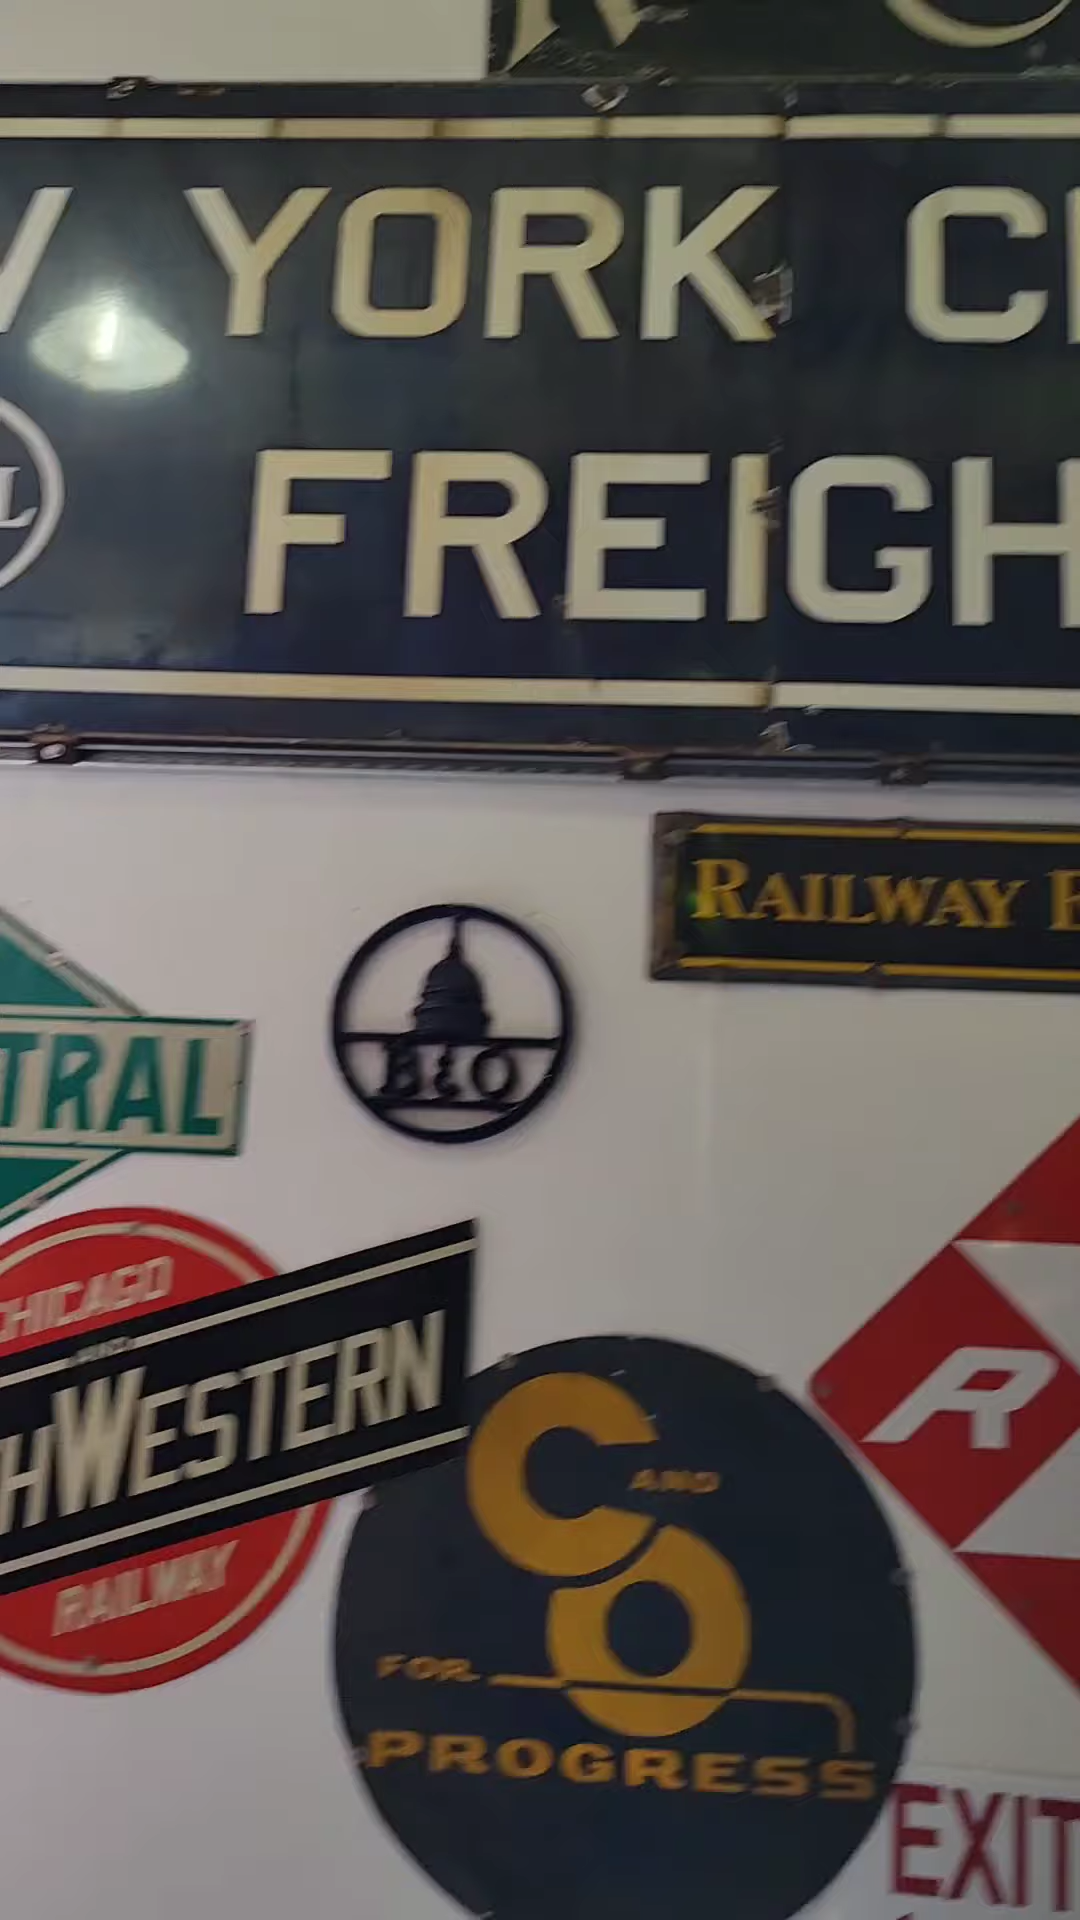 YORK
FREIGH
RAILWAY
B&O
TRAL
CHICAGO
AND
HWESTERN
RAILWAY
C AND O
FOR
PROGRESS
R
EXIT